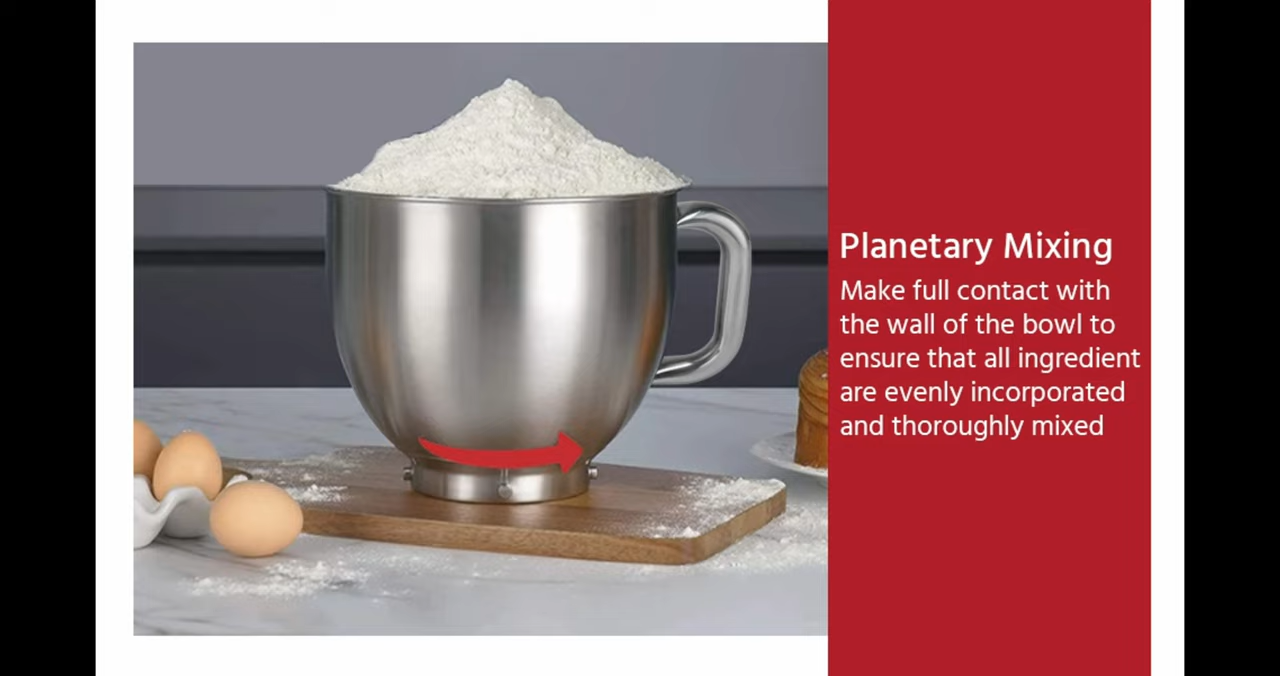 Planetary Mixing
Make full contact with
the wall of the bowl to
ensure that all ingredient
are evenly incorporated
and thoroughly mixed